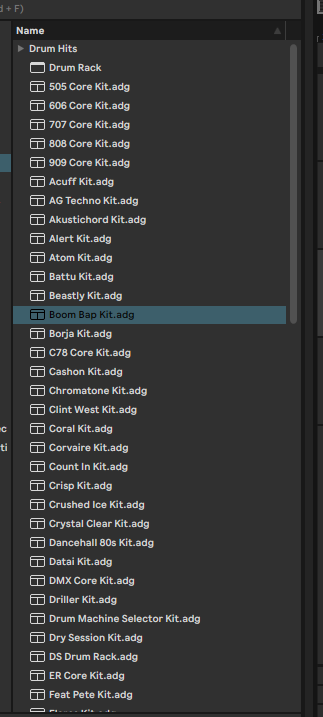 d + F)
Name
Drum Hits
Drum Rack
505 Core Kit.adg
606 Core Kit.adg
707 Core Kit.adg
808 Core Kit.adg
909 Core Kit.adg
Acuff Kit.adg
AG Techno Kit.adg
Akustichord Kit.adg
Alert Kit.adg
Atom Kit.adg
Battu Kit.adg
Beastly Kit.adg
Boom Bap Kit.adg
Borja Kit.adg
C78 Core Kit.adg
Cashon Kit.adg
Chromatone Kit.adg
Clint West Kit.adg
Coral Kit.adg
ec
Corvaire Kit.adg
ti
Count In Kit.adg
Crisp Kit.adg
Crushed Ice Kit.adg
Crystal Clear Kit.adg
Dancehall 80s Kit.adg
Datai Kit.adg
DMX Core Kit.adg
Driller Kit.adg
Drum Machine Selector Kit.adg
Dry Session Kit.adg
DS Drum Rack.adg
ER Core Kit.adg
Feat Pete Kit.adg